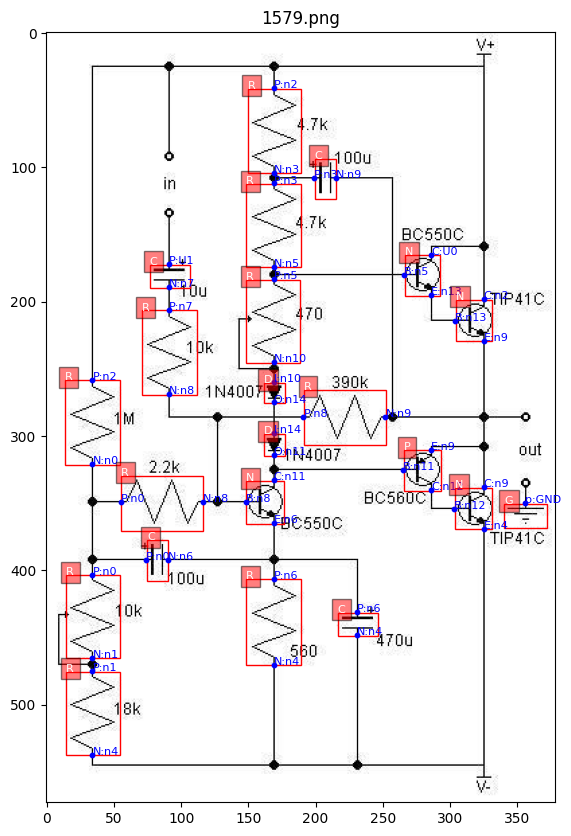 1579.png
V+
R
P:n2
4.7k
C
100u
N:n3
P:n3
P:n3
N:n9
R
in
4.7k
BC550C
C:U0
C
P:U1
N:n5
P:n5
B:n5
N
N:n7
10u
E:n13
N
C:n2
TIP41C
R
P:n7
470
B:n13
10k
E:n9
N:n10
R
P:n2
N:n8
1N4007
D
P:n10
N:n14
R
390k
1M
P:n8
N:n9
D
P:n14
N:n11
1N4007
out
P
E:n9
N:n0
R
2.2k
B:n11
N
C:n11
BC560C
C:n12
N
C:n9
G
P:n0
N:n8
B:n8
BC550C
E:n6
B:n12
E:n4
TIP41C
p:GND
C
P:n0
N:n6
100u
R
P:n0
R
P:n6
C
P:n6
10k
N:n4
470u
560
N:n1
R
P:n1
N:n4
18k
N:n4
V-
0
100
200
300
400
500
0
50
100
150
200
250
300
350